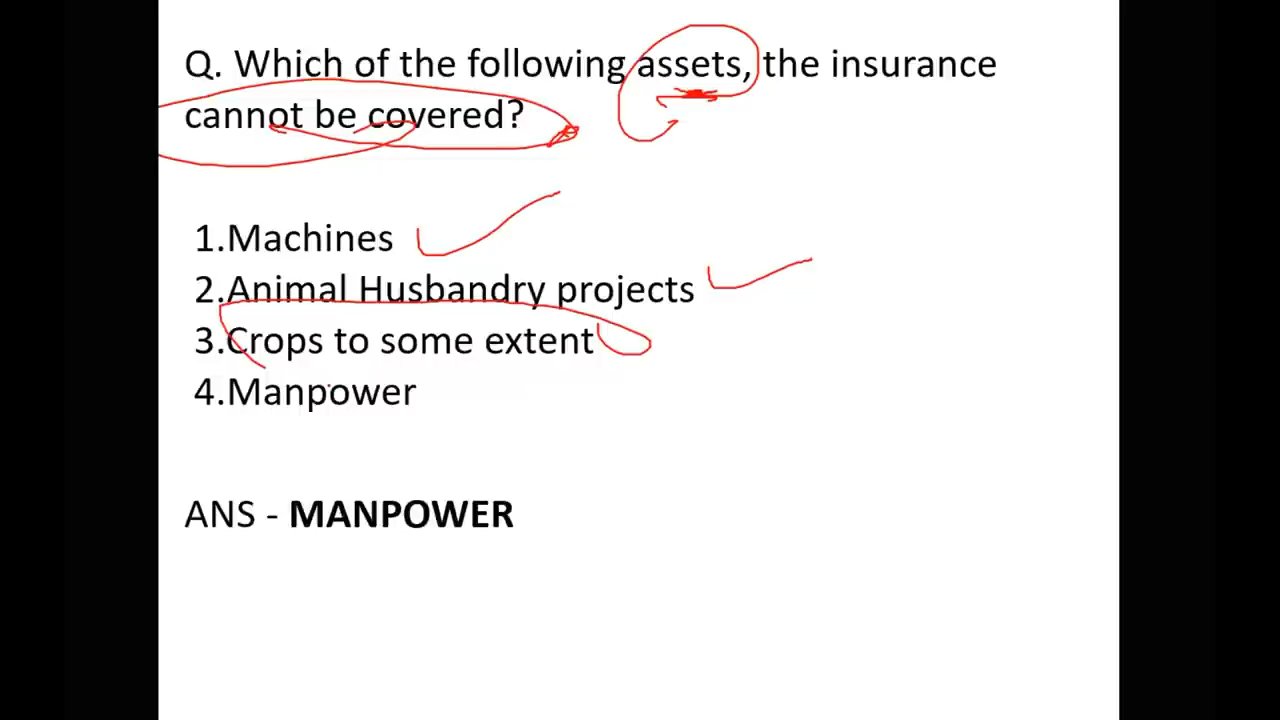 Q. Which of the following assets, the insurance
cannot be covered?
1.Machines
2.Animal Husbandry projects
3.Crops to some extent
4.Manpower
ANS - MANPOWER